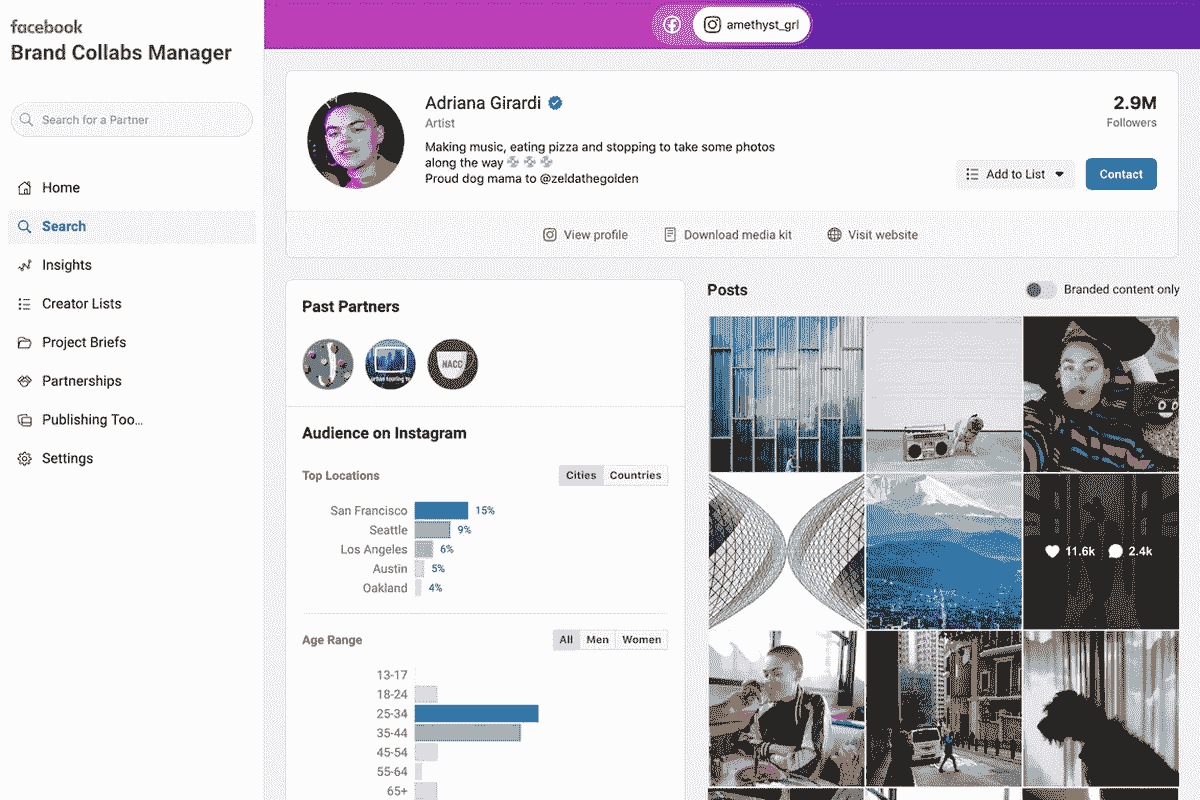 facebook
Brand Collabs Manager
Search for a Partner
Home
Search
Insights
Creator Lists
Project Briefs
Partnerships
Publishing Too...
Settings
amethyst_grl
Adriana Girardi
Artist
Making music, eating pizza and stopping to take some photos
along the way
Proud dog mama to @zeldathegolden
2.9M
Followers
Add to List
Contact
View profile
Download media kit
Visit website
Past Partners
NACC
Audience on Instagram
Top Locations
Cities
Countries
San Francisco 15%
Seattle 9%
Los Angeles 6%
Austin 5%
Oakland 4%
Age Range
All
Men
Women
13-17
18-24
25-34
35-44
45-54
55-64
65+
Posts
Branded content only
11.6k
2.4k